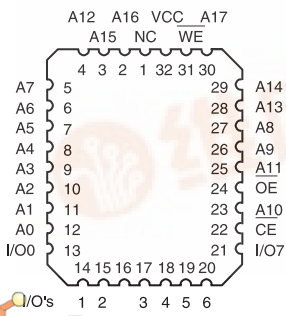 A12 A16 VCC A17
A15 NC W̅E̅
4 3 2 1 32 31 30
A7 5 29 A14
A6 6 28 A13
A5 7 27 A8
A4 8 26 A9
A3 9 25 A11
A2 10 24 O̅E̅
A1 11 23 A10
A0 12 22 C̅E̅
I/O0 13 21 I/O7
14 15 16 17 18 19 20
I/O's 1 2 3 4 5 6